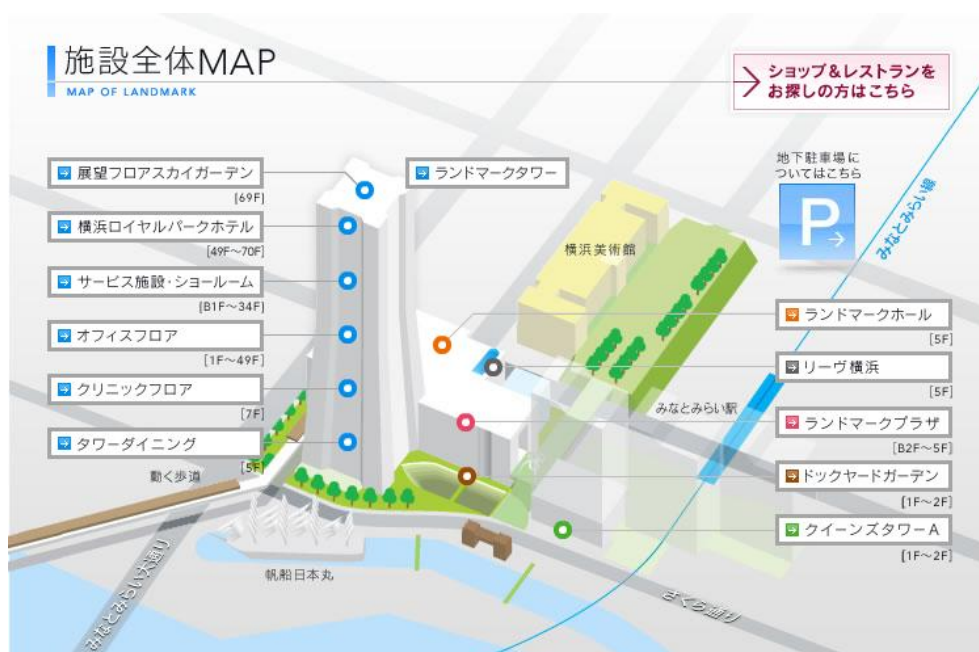 施設全体MAP
MAP OF LANDMARK
ショップ&レストランを
お探しの方はこちら
展望フロアスカイガーデン
[69F]
横浜ロイヤルパークホテル
[49F～70F]
サービス施設・ショールーム
[B1F～34F]
オフィスフロア
[1F～49F]
クリニックフロア
[7F]
タワーダイニング
[5F]
ランドマークタワー
地下駐車場に
ついてはこちら
P
みなとみらい線
横浜美術館
ランドマークホール
[5F]
リーヴ横浜
[5F]
みなとみらい駅
ランドマークプラザ
[B2F～5F]
ドックヤードガーデン
[1F～2F]
クイーンズタワーA
[1F～2F]
動く歩道
帆船日本丸
みなとみらい大通り
さくら通り